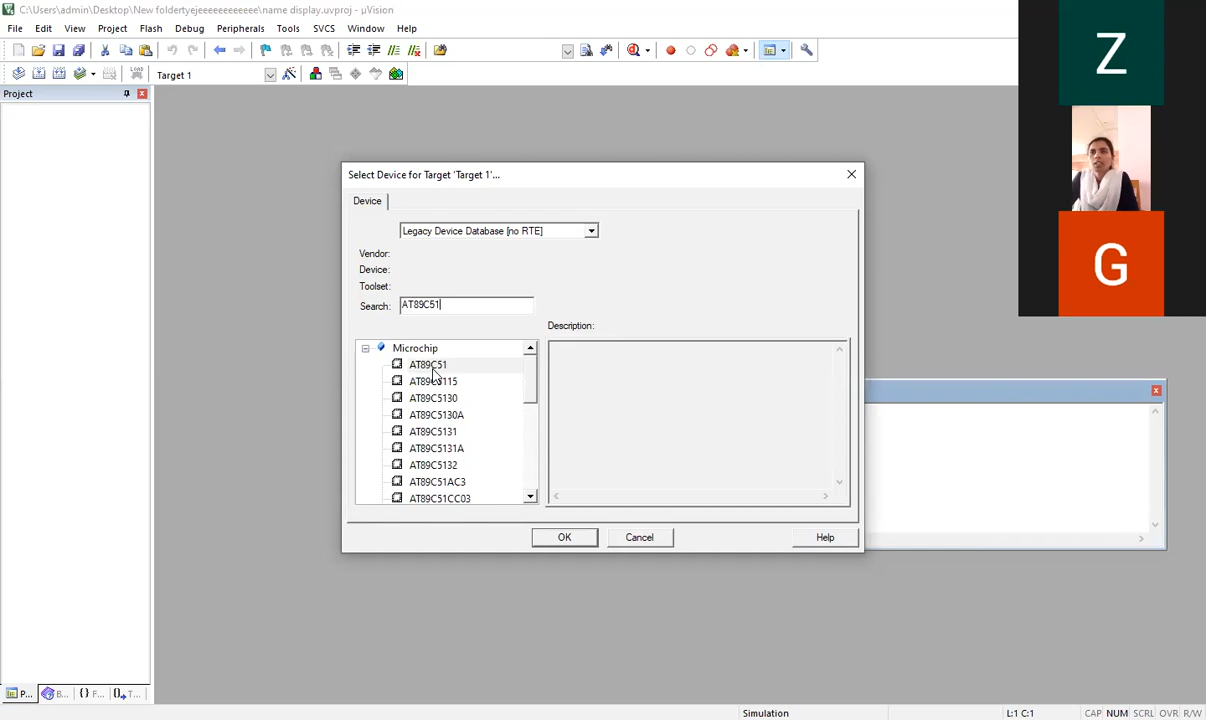 C:\Users\admin\Desktop\New foldertyejeeeeeeeeeeee\name display.uvproj - µVision
File Edit View Project Flash Debug Peripherals Tools SVCS Window Help
LOAD Target 1
Project
Select Device for Target 'Target 1'...
Device
Legacy Device Database [no RTE]
Vendor:
Device:
Toolset:
Search: AT89C51
Description:
Microchip
AT89C51
AT89C5115
AT89C5130
AT89C5130A
AT89C5131
AT89C5131A
AT89C5132
AT89C51AC3
AT89C51CC03
OK Cancel Help
P... B... {} F... T...
Simulation L:1 C:1 CAP NUM SCRL OVR R/W
Z
G